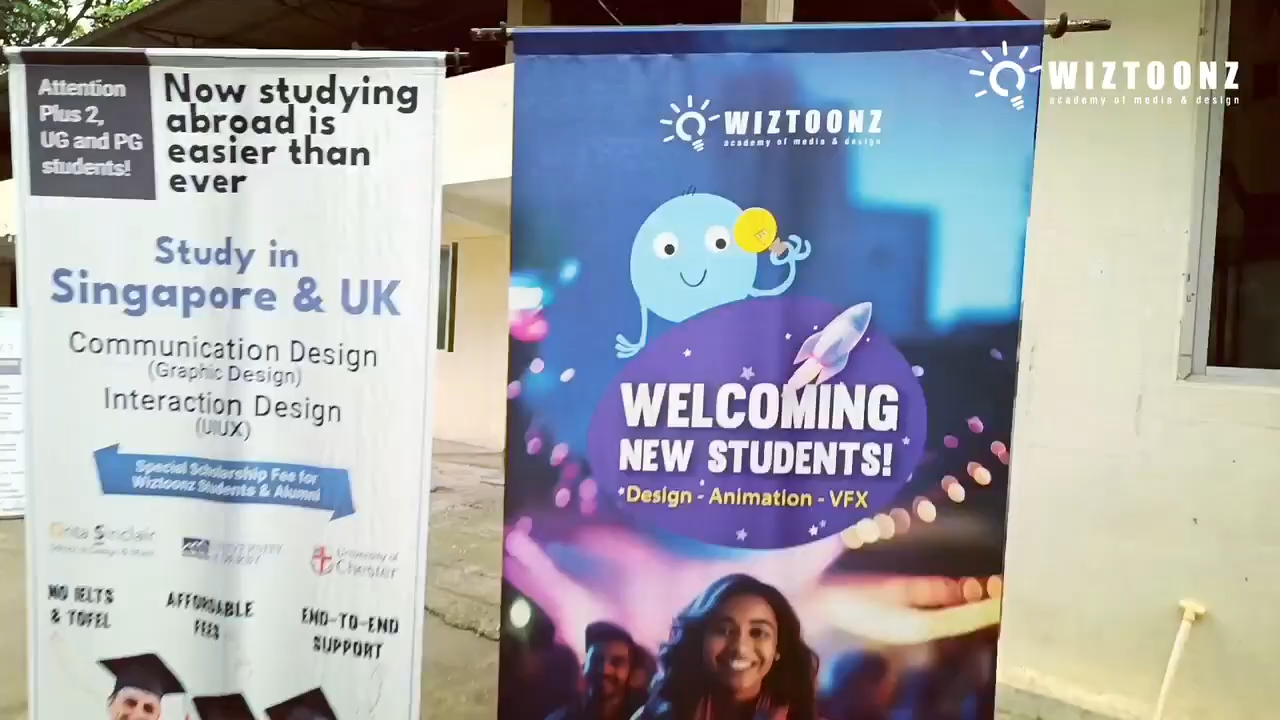 Attention
Plus 2,
UG and PG
students!
Now studying
abroad is
easier than
ever
Study in
Singapore & UK
Communication Design
(Graphic Design)
Interaction Design
(UIUX)
Special Scholarship Fee for
Wiztoonz Students & Alumni
University of
Chester
NO IELTS
& TOFEL
AFFORDABLE
FEES
END-TO-END
SUPPORT
WIZTOONZ
academy of media & design
WELCOMING
NEW STUDENTS!
Design - Animation - VFX
WIZTOONZ
academy of media & design